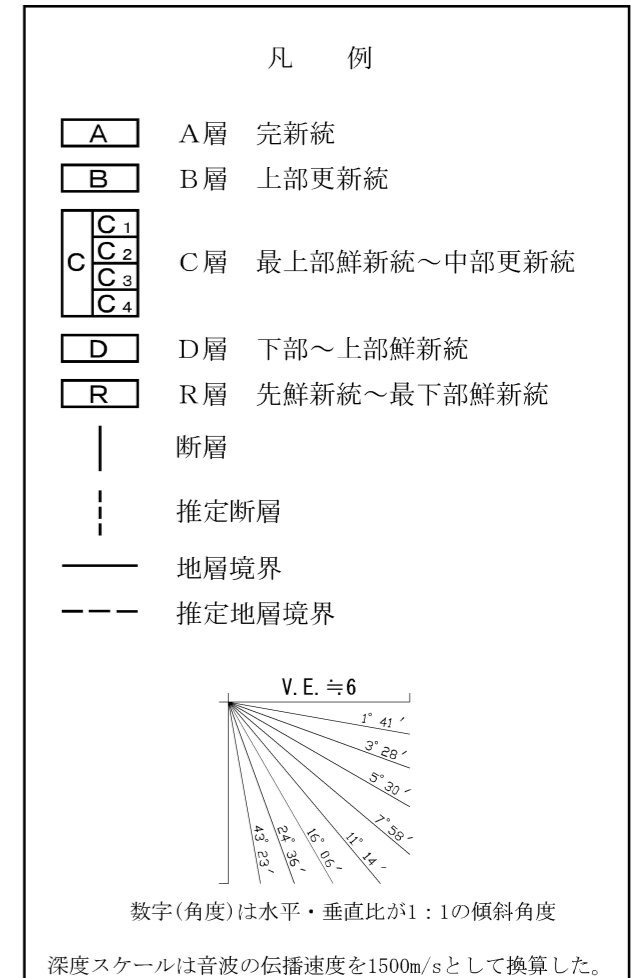 凡　例
A　A層　完新統
B　B層　上部更新統
C1
C2
C　C層　最上部鮮新統～中部更新統
C3
C4
D　D層　下部～上部鮮新統
R　R層　先鮮新統～最下部鮮新統
断層
推定断層
地層境界
推定地層境界
V.E.≒6
1°41′
3°28′
5°30′
7°58′
11°14′
16°06′
24°36′
43°23′
数字(角度)は水平・垂直比が1：1の傾斜角度
深度スケールは音波の伝播速度を1500m/sとして換算した。